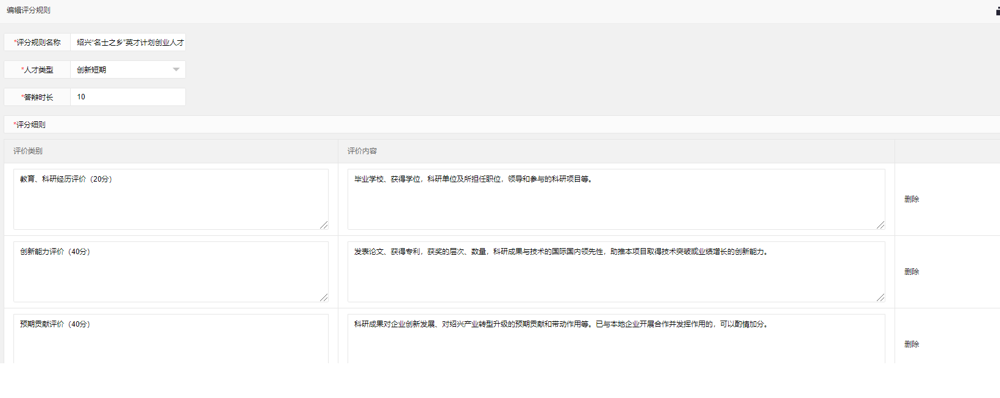 编辑评分规则
*评分规则名称 绍兴“名士之乡”英才计划创业人才
*人才类型 创新短期
*答辩时长 10
*评分细则
评价类别 评价内容
教育、科研经历评价（20分） 毕业学校、获得学位，科研单位及所担任职位，领导和参与的科研项目等。
删除
创新能力评价（40分） 发表论文、获得专利，获奖的层次、数量，科研成果与技术的国际国内领先性，助推本项目取得技术突破或业绩增长的创新能力。
删除
预期贡献评价（40分） 科研成果对企业创新发展、对绍兴产业转型升级的预期贡献和带动作用等。已与本地企业开展合作并发挥作用的，可以酌情加分。
删除